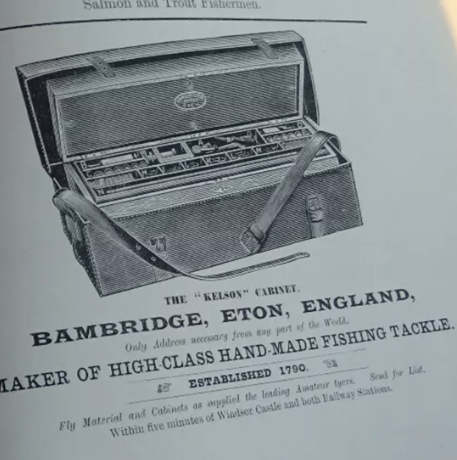 Salmon and Trout Fishermen.
THE "KELSON" CABINET.
BAMBRIDGE, ETON, ENGLAND,
Only Address necessary from any part of the World.
MAKER OF HIGH-CLASS HAND-MADE FISHING TACKLE.
ESTABLISHED 1790.
Fly Material and Cabinets as supplied the leading Amateur tyers. Send for List.
Within five minutes of Windsor Castle and both Railway Stations.